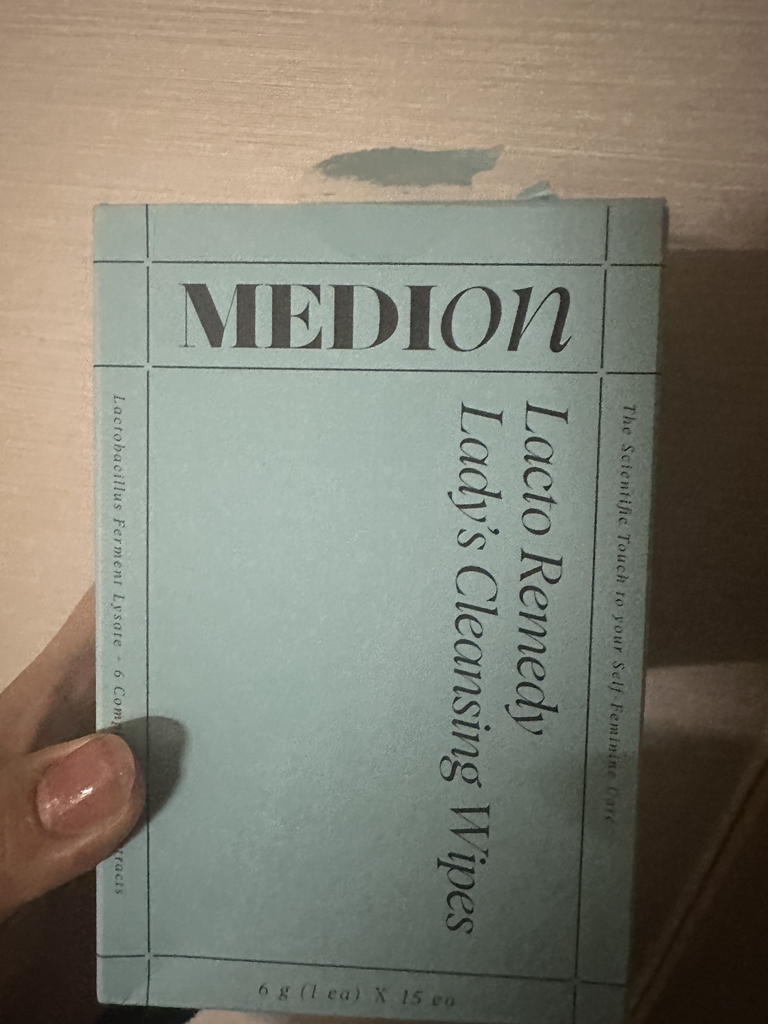 MEDION
Lacto Remedy
Lady's Cleansing Wipes
The Scientific Touch to your Self-Feminine Care
Lactobacillus Ferment Lysate + 6
6 g (1 ea) X 15 ea